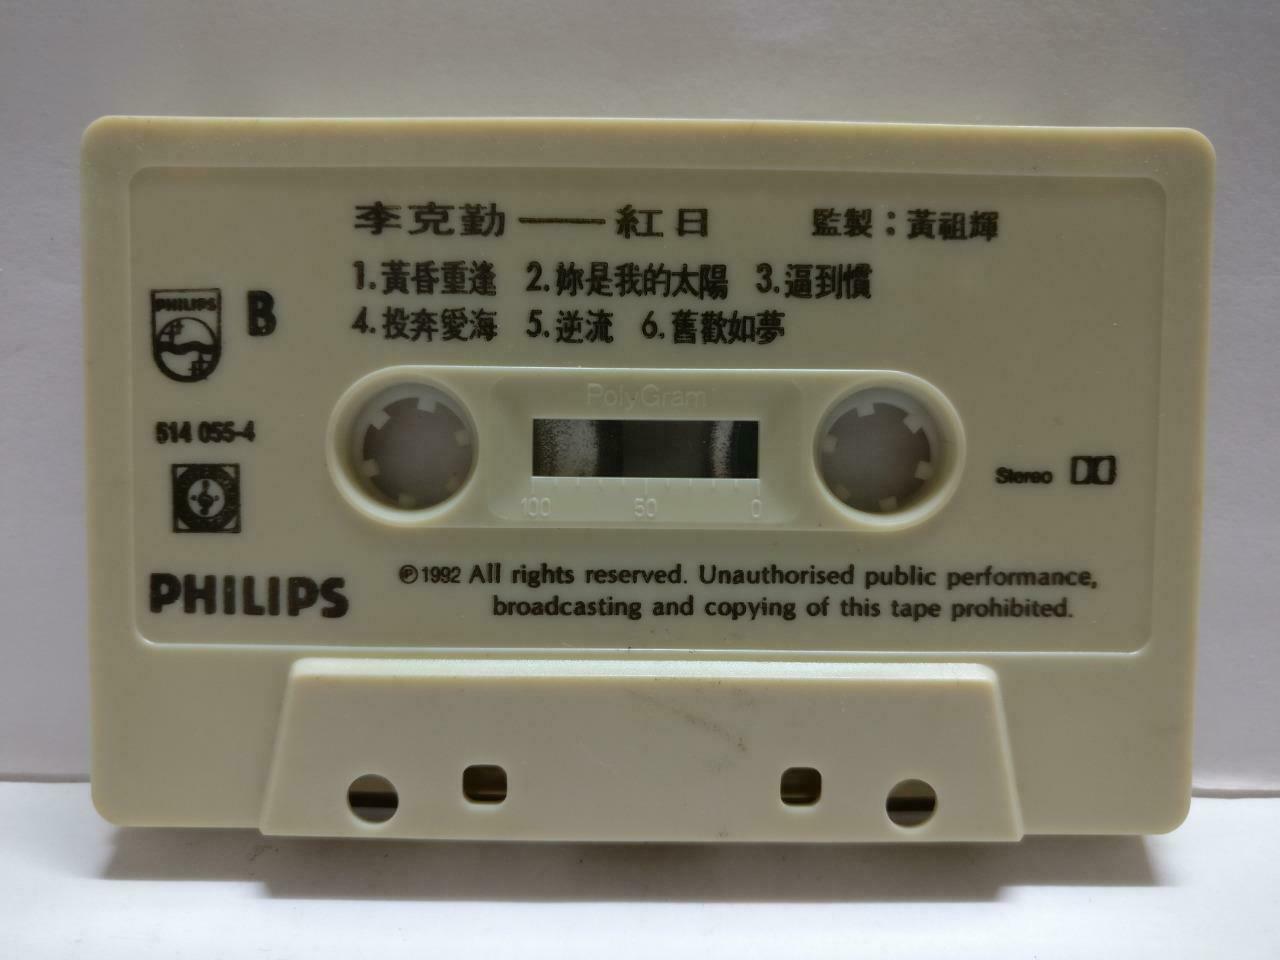 李克勤——紅日 監製：黃祖輝
1.黃昏重逢 2.妳是我的太陽 3.逼到慣
4.投奔愛海 5.逆流 6.舊歡如夢
PHILIPS
B
PolyGram
514 055-4
Stereo
100 50 0
PHILIPS
℗1992 All rights reserved. Unauthorised public performance,
broadcasting and copying of this tape prohibited.